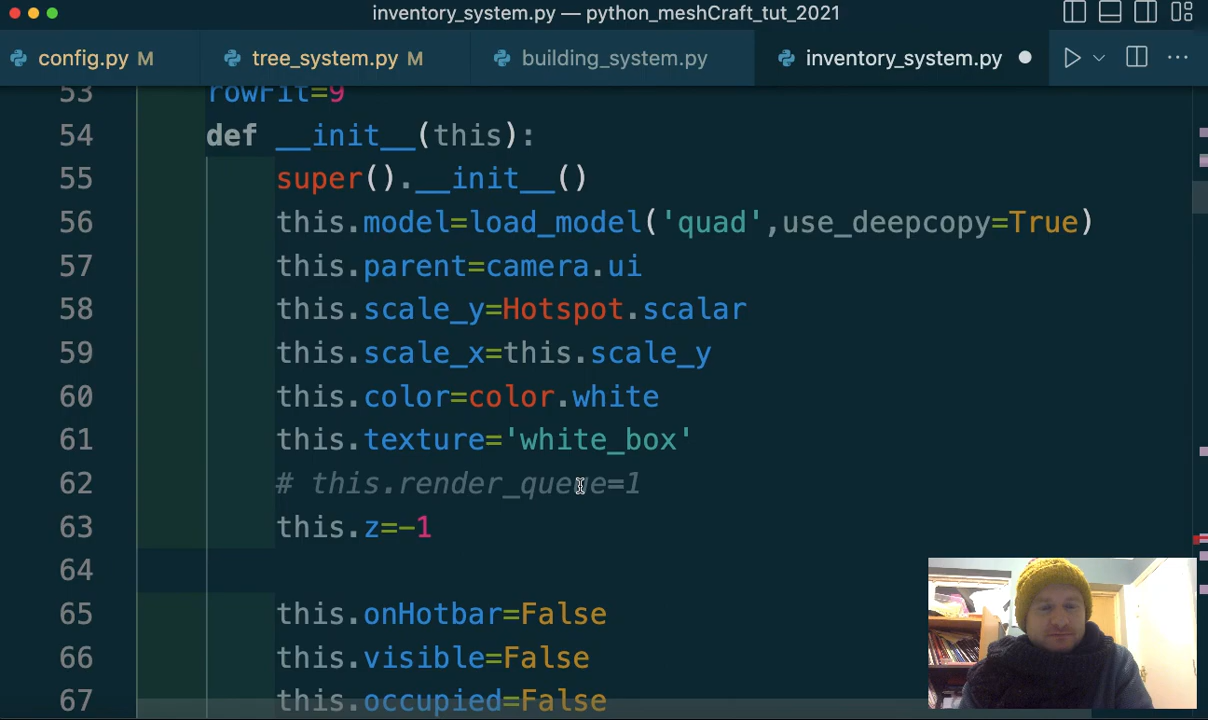 inventory_system.py — python_meshCraft_tut_2021
config.py M tree_system.py M building_system.py inventory_system.py
53 rowFit=9
54 def __init__(this):
55 super().__init__()
56 this.model=load_model('quad',use_deepcopy=True)
57 this.parent=camera.ui
58 this.scale_y=Hotspot.scalar
59 this.scale_x=this.scale_y
60 this.color=color.white
61 this.texture='white_box'
62 # this.render_queue=1
63 this.z=-1
64
65 this.onHotbar=False
66 this.visible=False
67 this.occupied=False